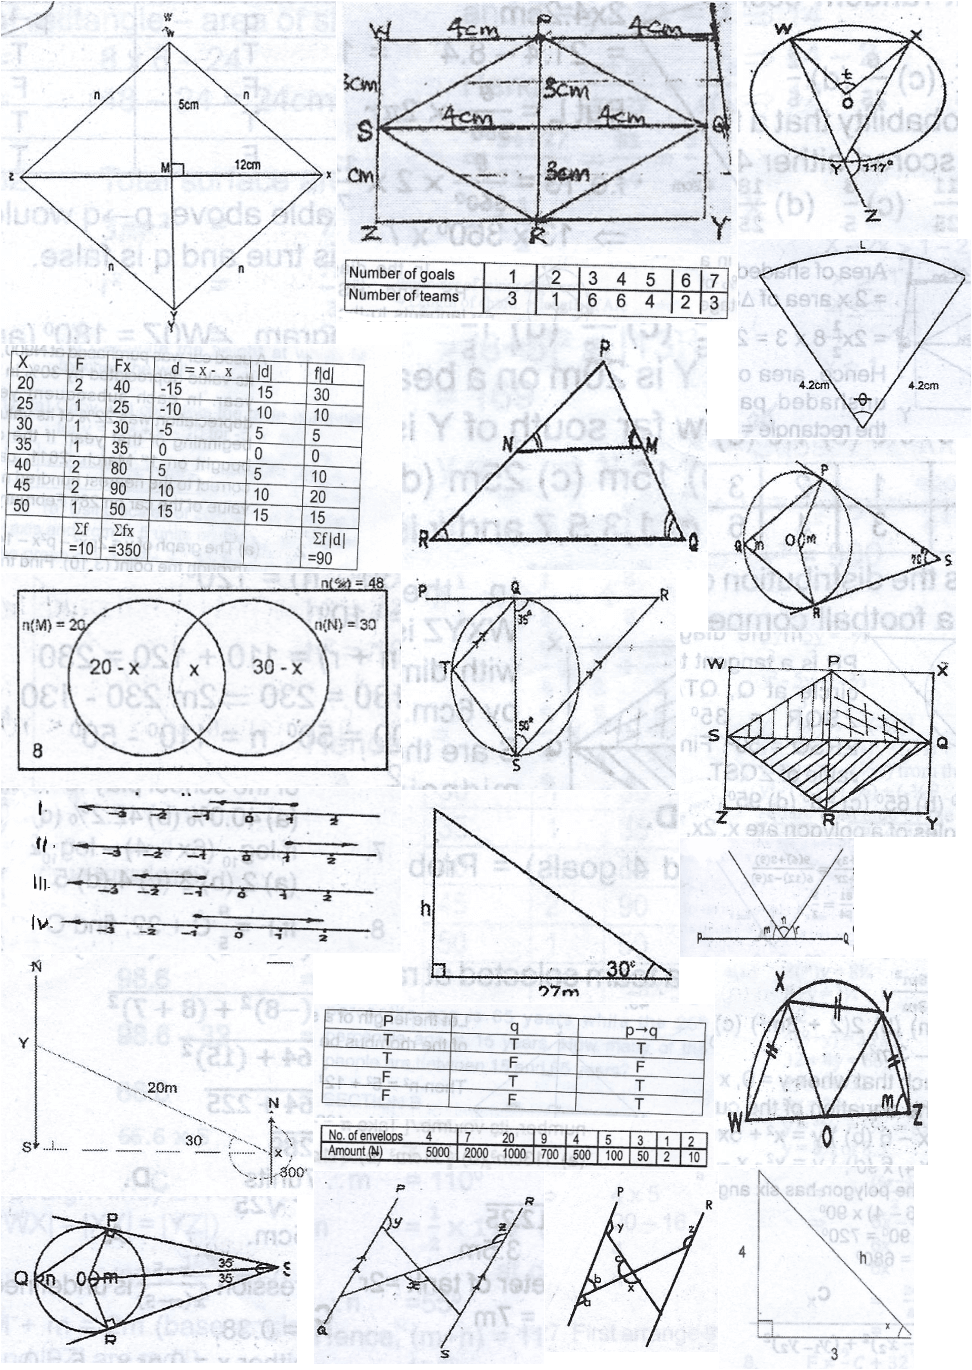 W
n
n
5cm
M
12cm
z
x
n
n
Y
W
4cm
P
4cm
3cm
3cm
S
4cm
4cm
Q
cm
3cm
Z
R
Y
W
X
t
O
Y
117°
Z
Number of goals 1 2 3 4 5 6 7
Number of teams 3 1 6 6 4 2 3
L
4.2cm
4.2cm
θ
X F Fx d = x - x |d| f|d|
20 2 40 -15 15 30
25 1 25 -10 10 10
30 1 30 -5 5 5
35 1 35 0 0 0
40 2 80 5 5 10
45 2 90 10 10 20
50 50 15 15 15
Σf Σfx Σf|d|
=10 =350 =90
P
N
M
R
Q
P
Q
n
O
m
S
R
n(%) = 48
n(M) = 20
n(N) = 30
20 - x
x
30 - x
8
P
Q
R
35°
T
50°
S
W
P
X
S
Q
Z
R
Y
I. -3 -2 -1 0 1 2
II -3 -2 -1 0 1 2
III. -3 -2 -1 0 1 2
IV. -3 -2 -1 0 1 2
h
30°
27m
n
m
r
P
Q
N
Y
20m
N
S
30
x
300°
P q p→q
T T T
T F F
F T T
F F T
No. of envelops 4 7 20 9 4 5 3 1 2
Amount (₦) 5000 2000 1000 700 500 100 50 2 10
X
Y
W
O
m
Z
P
Q
n
O
m
35
35
S
R
P
R
y
z
x
Q
S
P
R
y
z
c
b
x
a
4
h
x
3